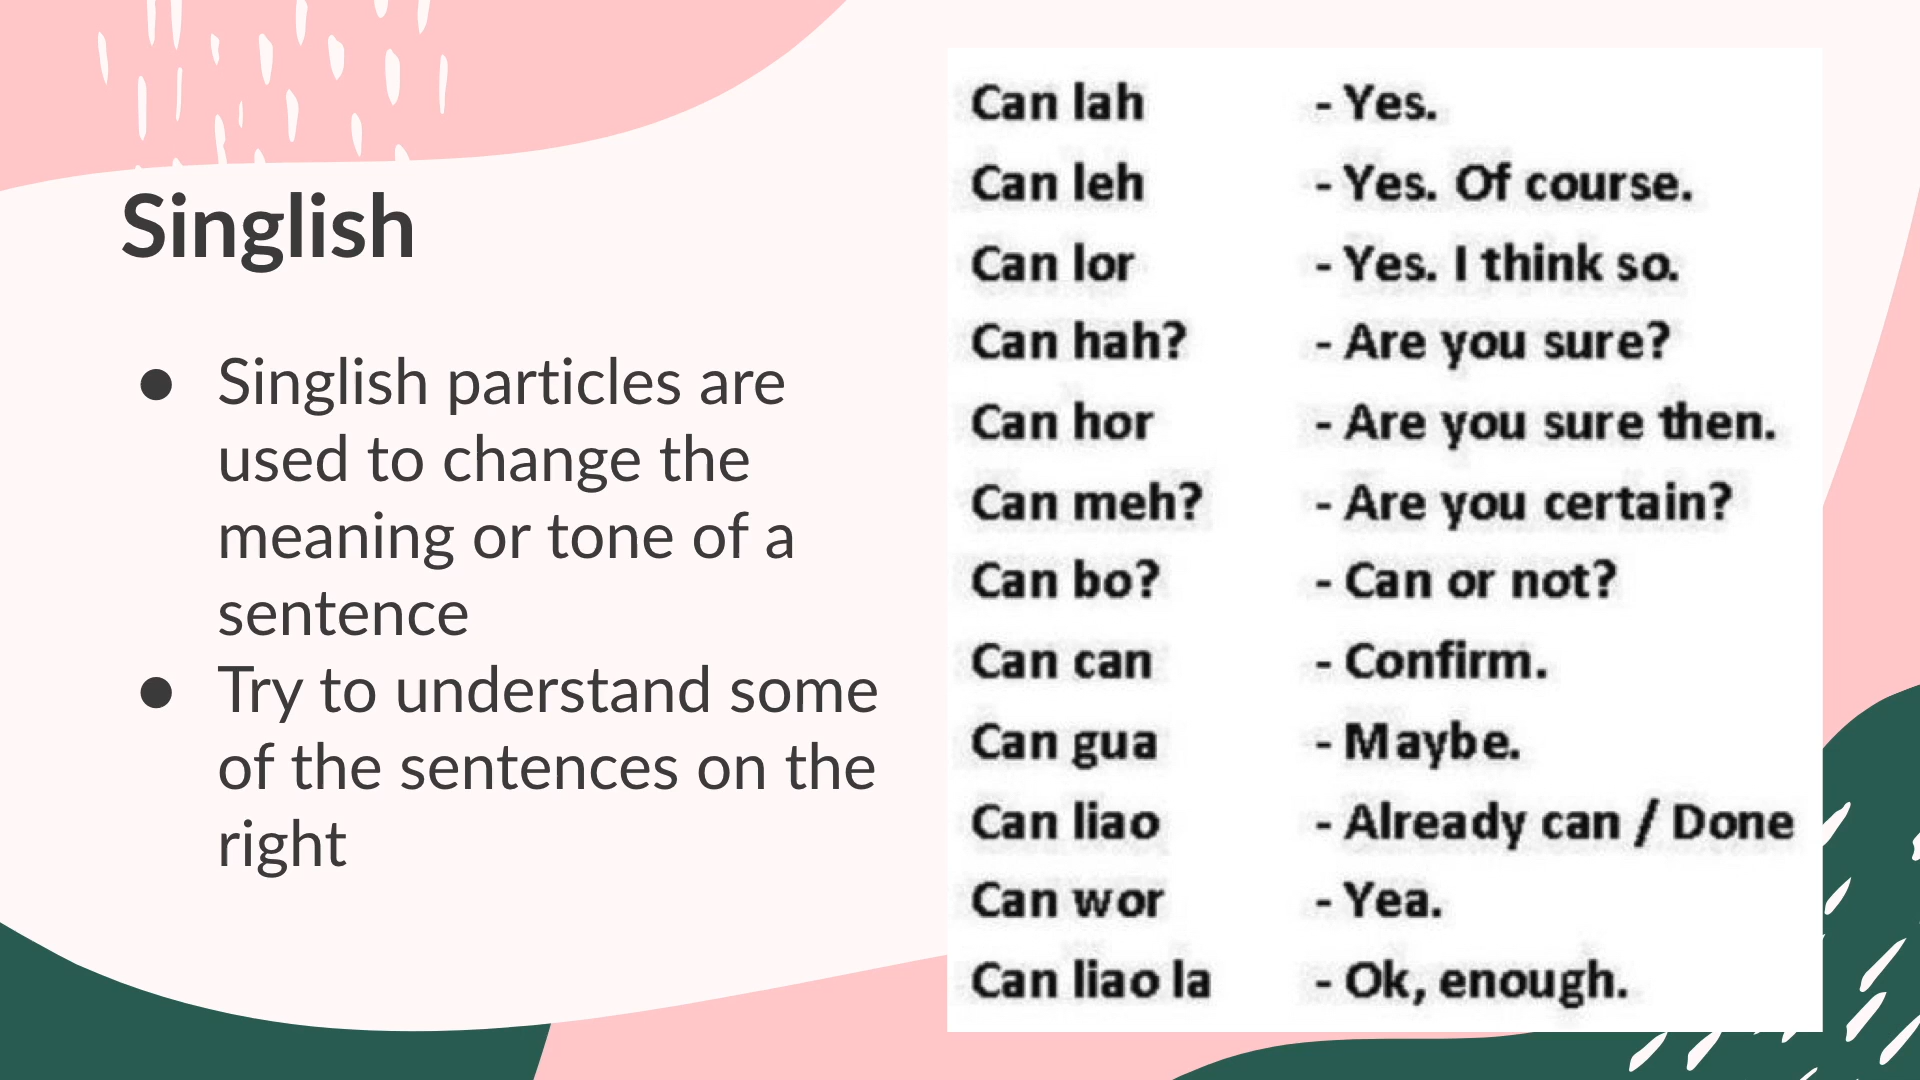 Singlish
● Singlish particles are
used to change the
meaning or tone of a
sentence
● Try to understand some
of the sentences on the
right
Can lah - Yes.
Can leh - Yes. Of course.
Can lor - Yes. I think so.
Can hah? - Are you sure?
Can hor - Are you sure then.
Can meh? - Are you certain?
Can bo? - Can or not?
Can can - Confirm.
Can gua - Maybe.
Can liao - Already can / Done
Can wor - Yea.
Can liao la - Ok, enough.